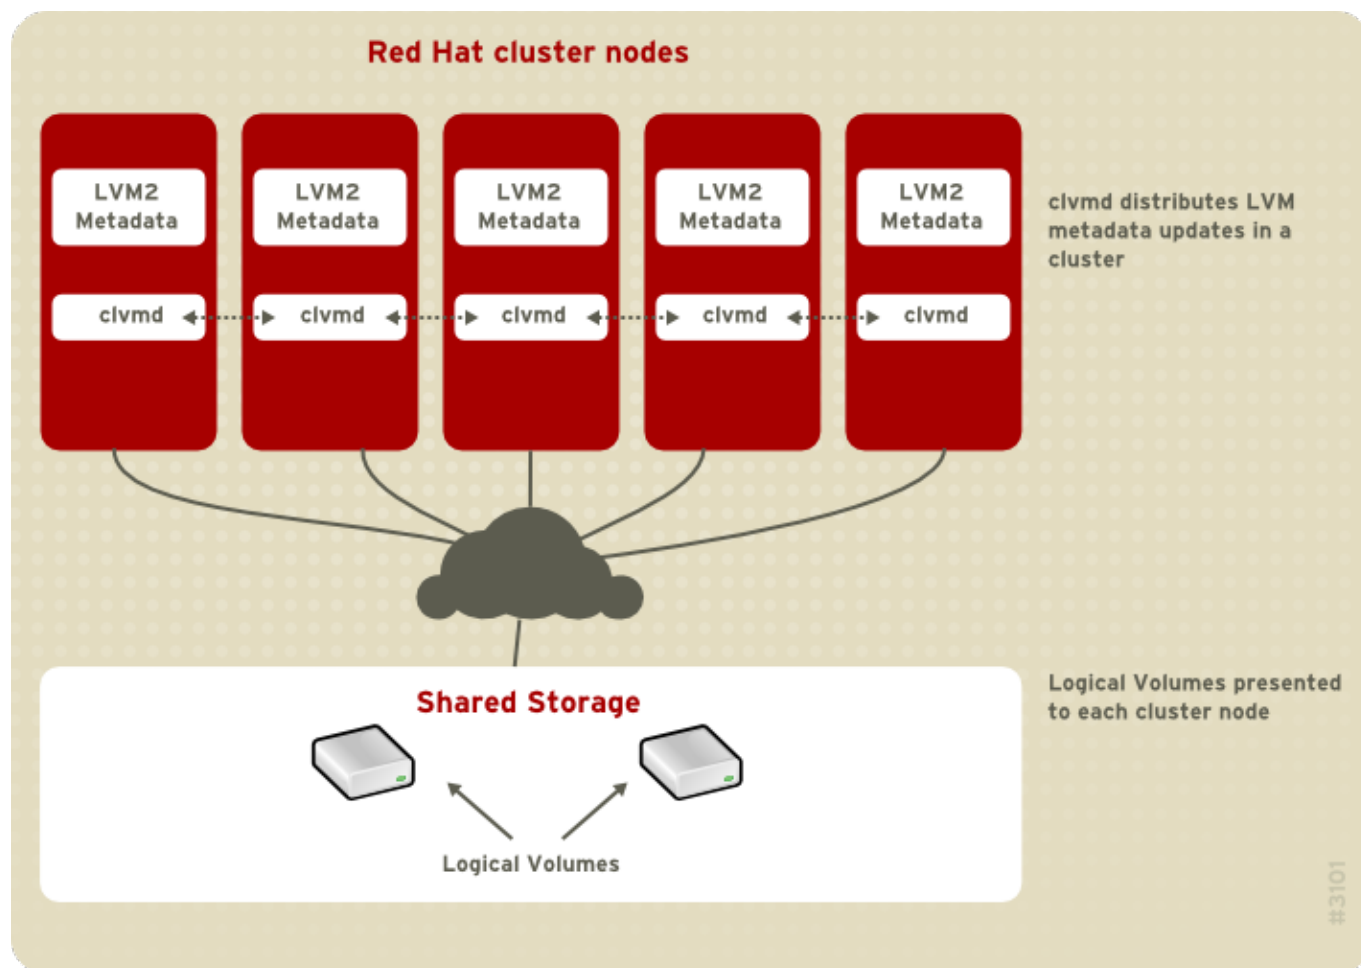 Red Hat cluster nodes
LVM2
Metadata
LVM2
Metadata
LVM2
Metadata
LVM2
Metadata
LVM2
Metadata
clvmd distributes LVM
metadata updates in a
cluster
clvmd
clvmd
clvmd
clvmd
clvmd
Shared Storage
Logical Volumes presented
to each cluster node
Logical Volumes
#3101